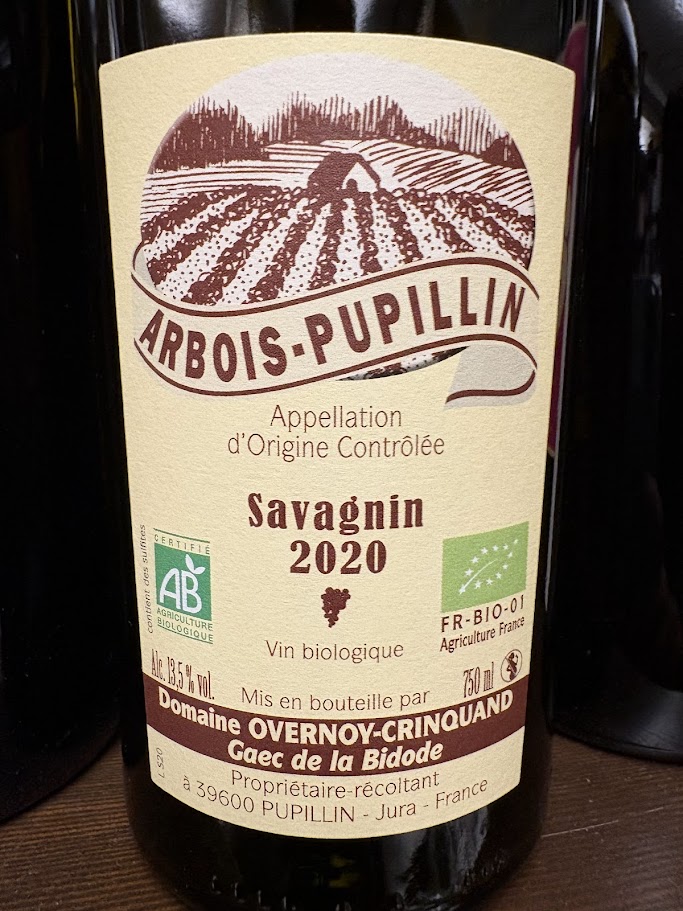 ARBOIS-PUPILLIN
Appellation
d'Origine Contrôlée
Savagnin
2020
contient des sulfites
CERTIFIÉ
AB
AGRICULTURE
BIOLOGIQUE
FR-BIO-01
Agriculture France
Vin biologique
Alc. 13,5 % vol.
750 ml
Mis en bouteille par
Domaine OVERNOY-CRINQUAND
Gaec de la Bidode
L S20
Propriétaire-récoltant
à 39600 PUPILLIN - Jura - France